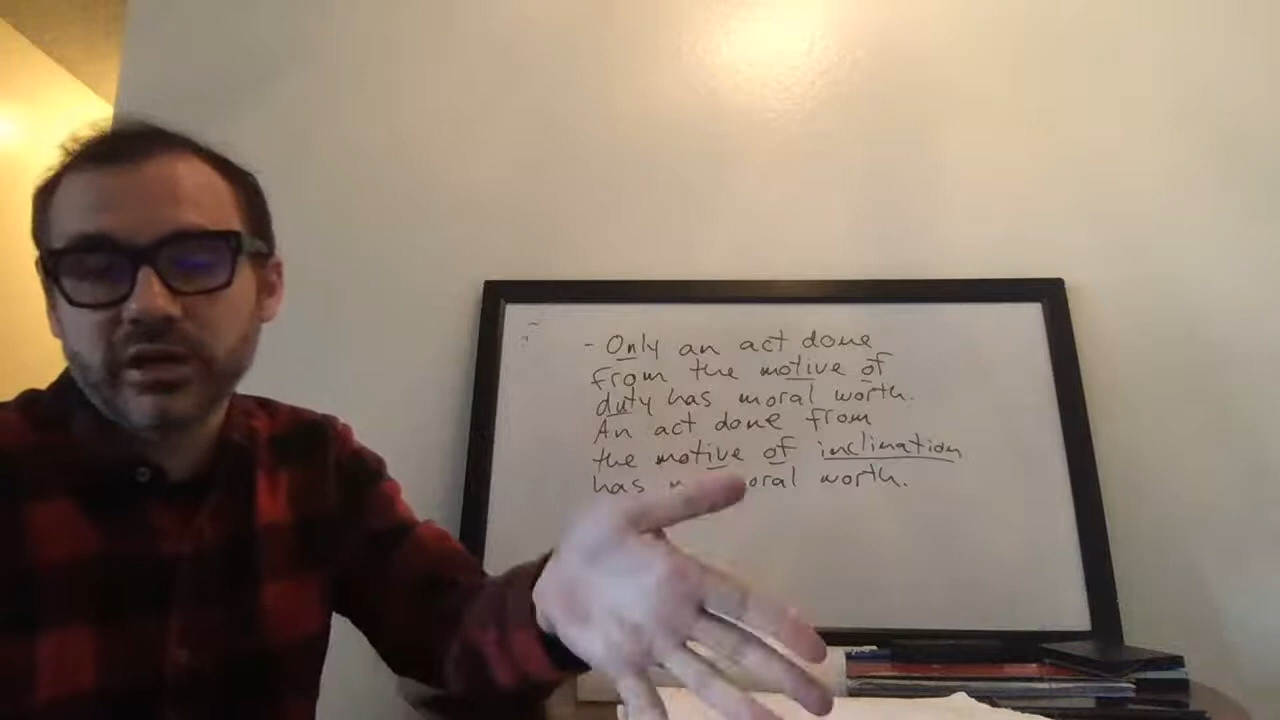 - Only an act done
from the motive of
duty has moral worth.
An act done from
the motive of inclination
has oral worth.